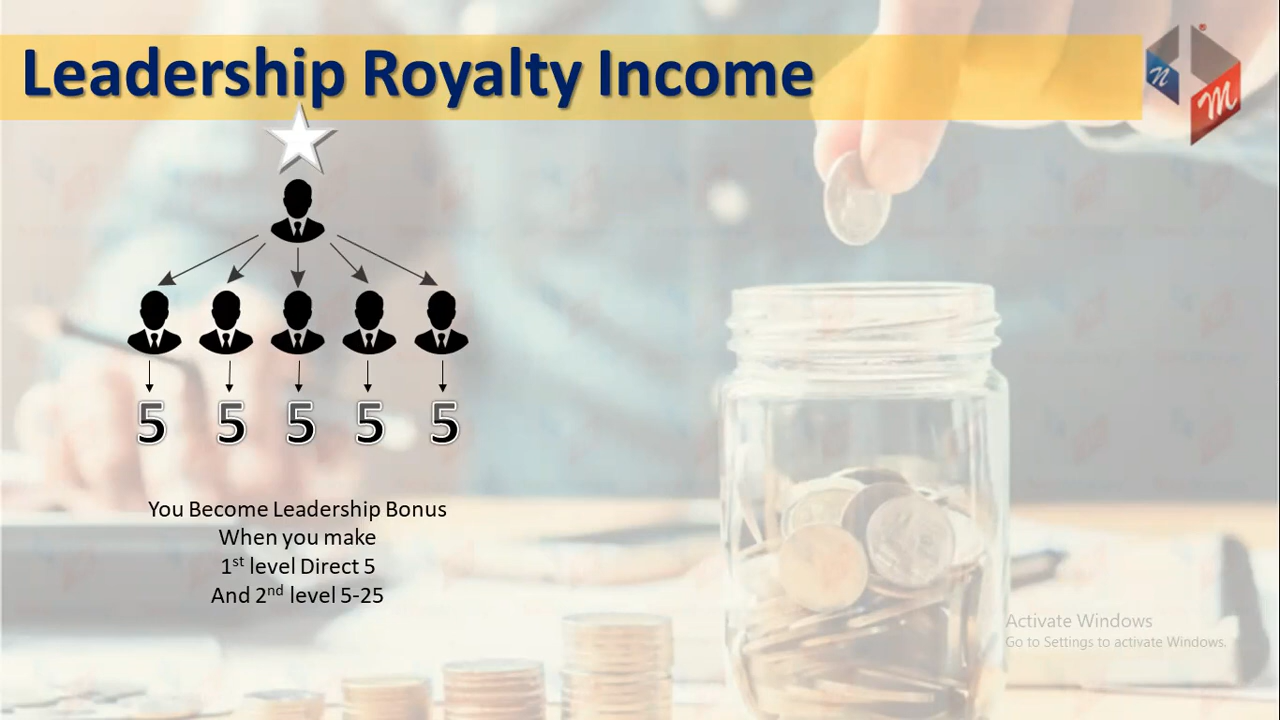 Leadership Royalty Income
n
M
5 5 5 5 5
You Become Leadership Bonus
When you make
1st level Direct 5
And 2nd level 5-25
Activate Windows
Go to Settings to activate Windows.